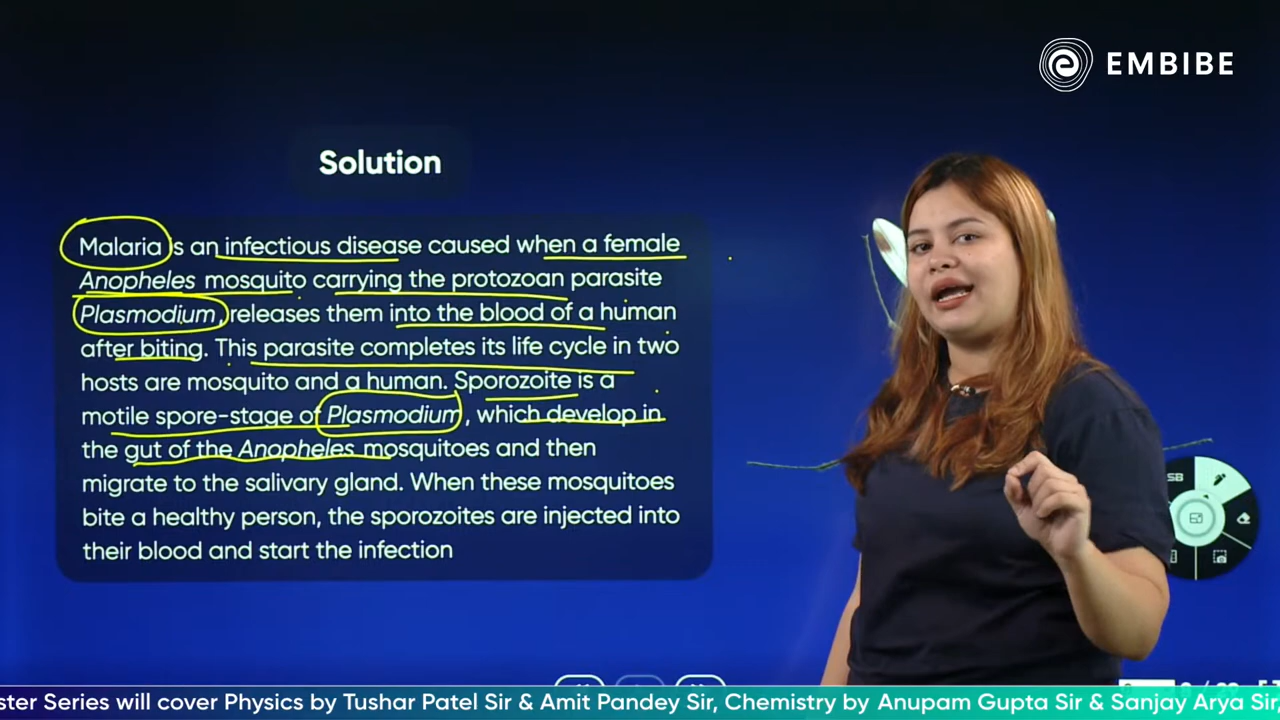 EMBIBE
Solution
Malaria is an infectious disease caused when a female
Anopheles mosquito carrying the protozoan parasite
Plasmodium, releases them into the blood of a human
after biting. This parasite completes its life cycle in two
hosts are mosquito and a human. Sporozoite is a
motile spore-stage of Plasmodium, which develop in
the gut of the Anopheles mosquitoes and then
migrate to the salivary gland. When these mosquitoes
bite a healthy person, the sporozoites are injected into
their blood and start the infection
SB
ster Series will cover Physics by Tushar Patel Sir & Amit Pandey Sir, Chemistry by Anupam Gupta Sir & Sanjay Arya Sir,